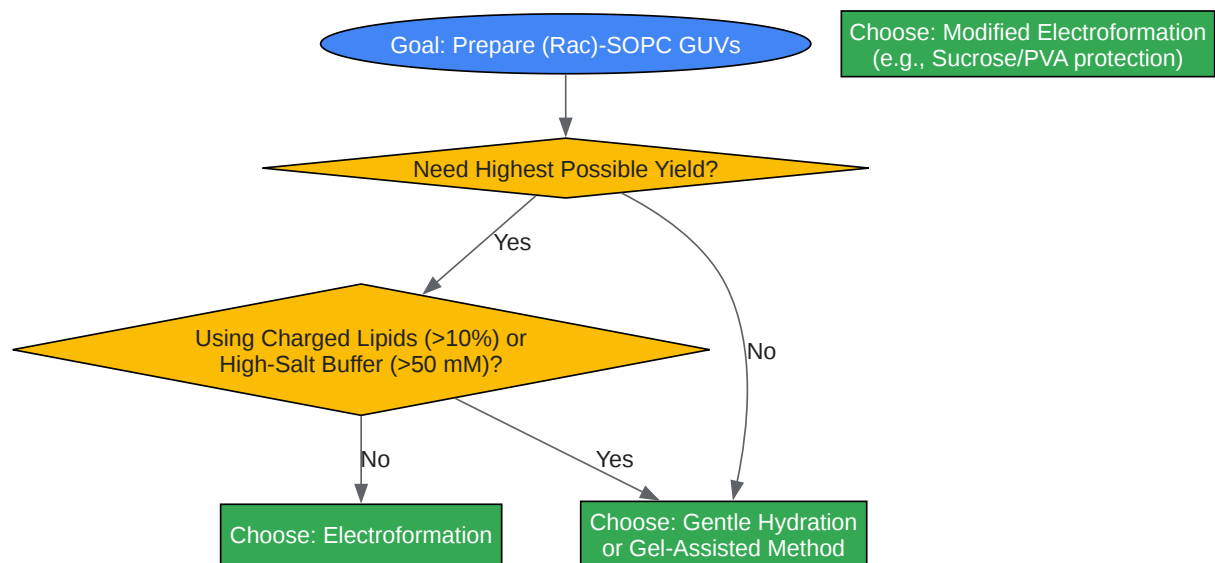 Goal: Prepare (Rac)-SOPC GUVs
Choose: Modified Electroformation
(e.g., Sucrose/PVA protection)
Need Highest Possible Yield?
Yes
Using Charged Lipids (>10%) or
High-Salt Buffer (>50 mM)?
No
No
Yes
Choose: Electroformation
Choose: Gentle Hydration
or Gel-Assisted Method